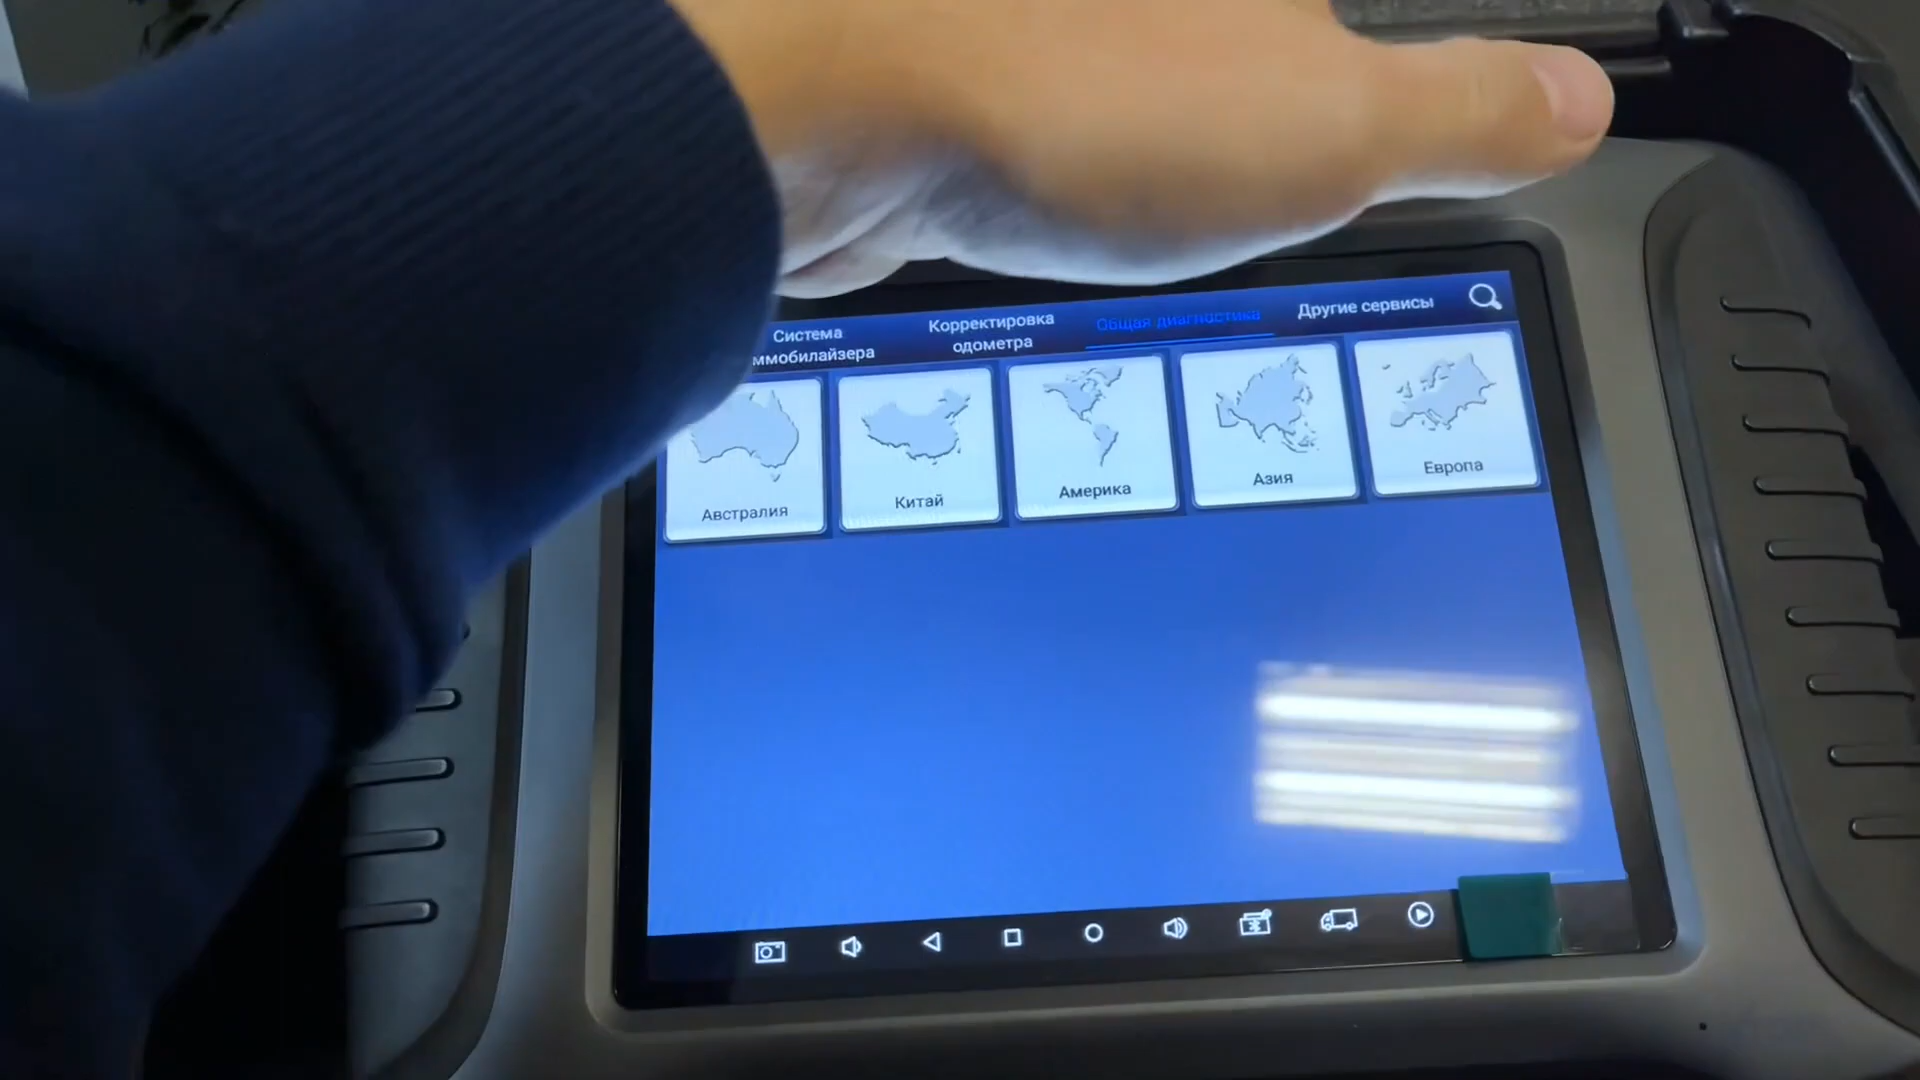 Система
ммобилайзера
Корректировка
одометра
Общая диагностика
Другие сервисы
Австралия
Китай
Америка
Азия
Европа